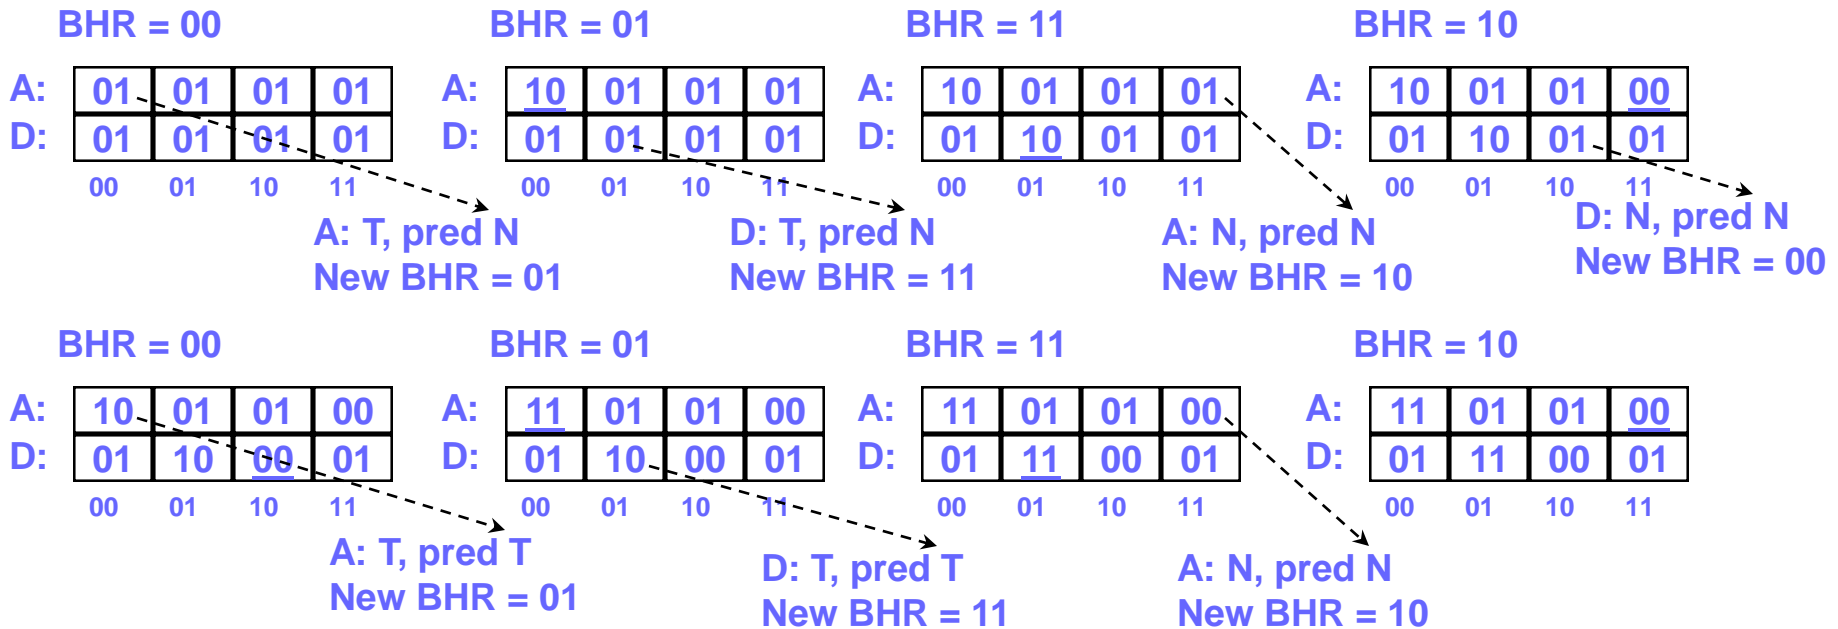 BHR = 00 BHR = 01 BHR = 11 BHR = 10
A: 01 01 01 01 A: 10 01 01 01 A: 10 01 01 01 A: 10 01 01 00
D: 01 01 01 01 D: 01 01 01 01 D: 01 10 01 01 D: 01 10 01 01
00 01 10 11 00 01 10 11 00 01 10 11 00 01 10 11
A: T, pred N D: T, pred N A: N, pred N D: N, pred N
New BHR = 01 New BHR = 11 New BHR = 10 New BHR = 00
BHR = 00 BHR = 01 BHR = 11 BHR = 10
A: 10 01 01 00 A: 11 01 01 00 A: 11 01 01 00 A: 11 01 01 00
D: 01 10 00 01 D: 01 10 00 01 D: 01 11 00 01 D: 01 11 00 01
00 01 10 11 00 01 10 11 00 01 10 11 00 01 10 11
A: T, pred T D: T, pred T A: N, pred N
New BHR = 01 New BHR = 11 New BHR = 10